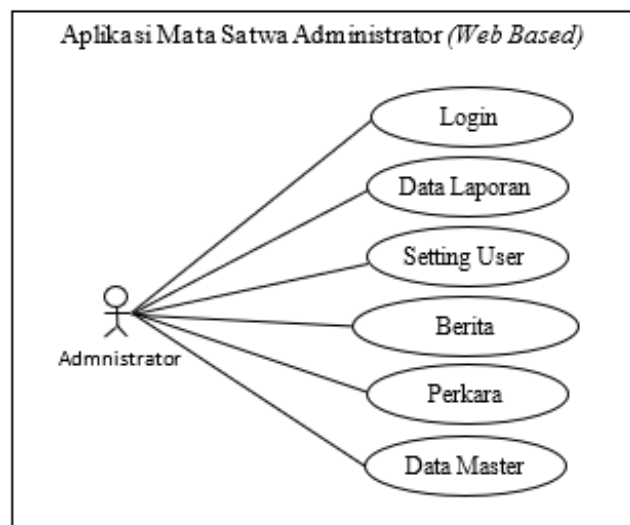 Aplikasi Mata Satwa Administrator (Web Based)
Login
Data Laporan
Setting User
Berita
Admnistrator
Perkara
Data Master